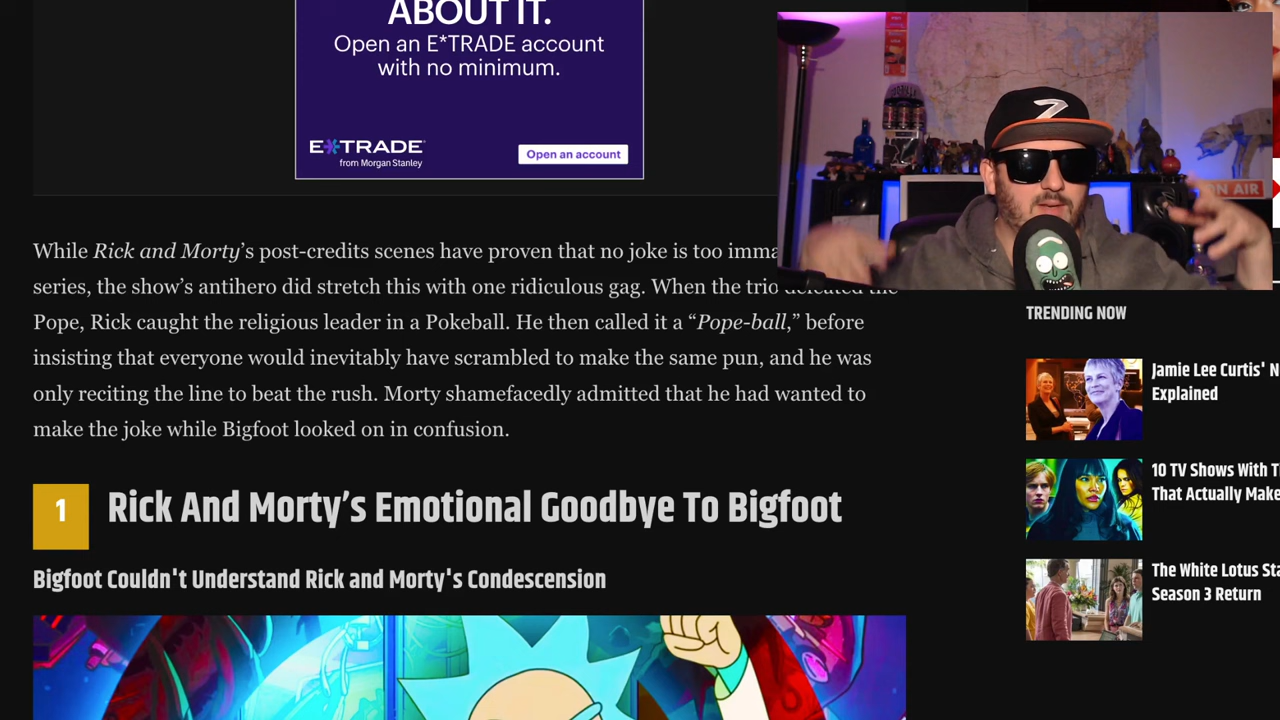 ABOUT IT.
Open an E*TRADE account
with no minimum.
E*TRADE
from Morgan Stanley
Open an account
ON AIR
While Rick and Morty's post-credits scenes have proven that no joke is too
series, the show's antihero did stretch this with one ridiculous gag. When the trio defeated the
Pope, Rick caught the religious leader in a Pokeball. He then called it a “Pope-ball,” before
insisting that everyone would inevitably have scrambled to make the same pun, and he was
only reciting the line to beat the rush. Morty shamefacedly admitted that he had wanted to
make the joke while Bigfoot looked on in confusion.
1 Rick And Morty’s Emotional Goodbye To Bigfoot
Bigfoot Couldn't Understand Rick and Morty's Condescension
TRENDING NOW
Jamie Lee Curtis'
Explained
10 TV Shows With
That Actually
The White Lotus
Season 3 Return